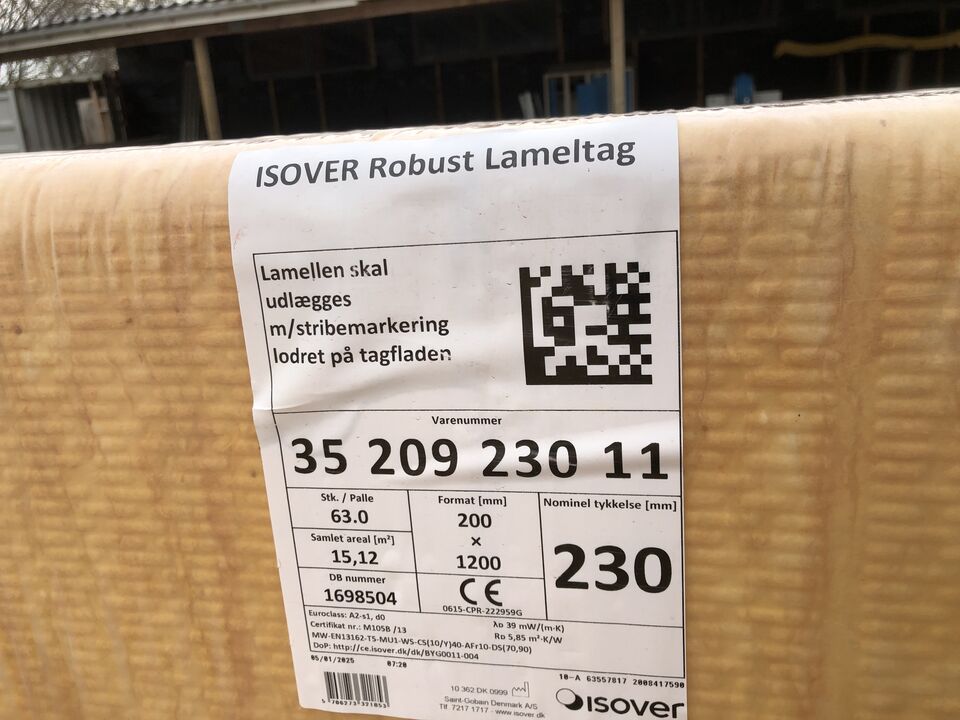 ISOVER Robust Lameltag
Lamellen skal
udlægges
m/stribemarkering
lodret på tagfladen
Varenummer
35 209 230 11
Stk. / Palle
63.0
Format [mm]
200
×
1200
Nominel tykkelse [mm]
230
Samlet areal [m²]
15,12
DB nummer
1698504
CE
0615-CPR-222959G
Euroclass: A2-s1, d0
λD 39 mW/(m·K)
Certifikat nr.: M105B /13
RD 5,85 m²·K/W
MW-EN13162-T5-MU1-WS-CS(10/Y)40-AFr10-DS(70,90)
DoP: http://ce.isover.dk/dk/BYG0011-004
05/01/2025 07:20
10-A 63557817 2008417590
5 706273 321053
10 362 DK 0999
Saint-Gobain Denmark A/S
Tlf. 7217 1717 - www.isover.dk
isover